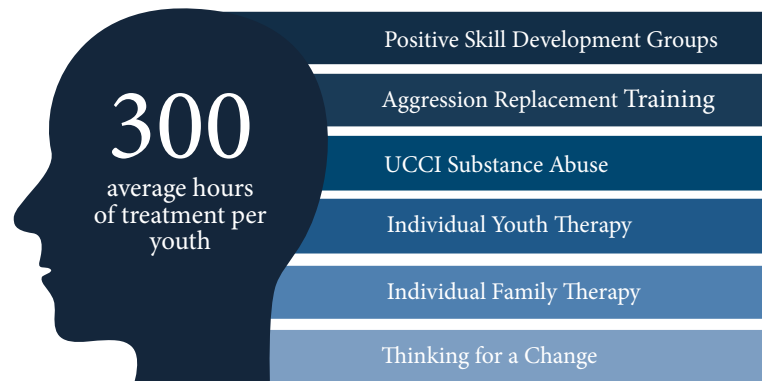 300
average hours
of treatment per
youth
Positive Skill Development Groups
Aggression Replacement Training
UCCI Substance Abuse
Individual Youth Therapy
Individual Family Therapy
Thinking for a Change